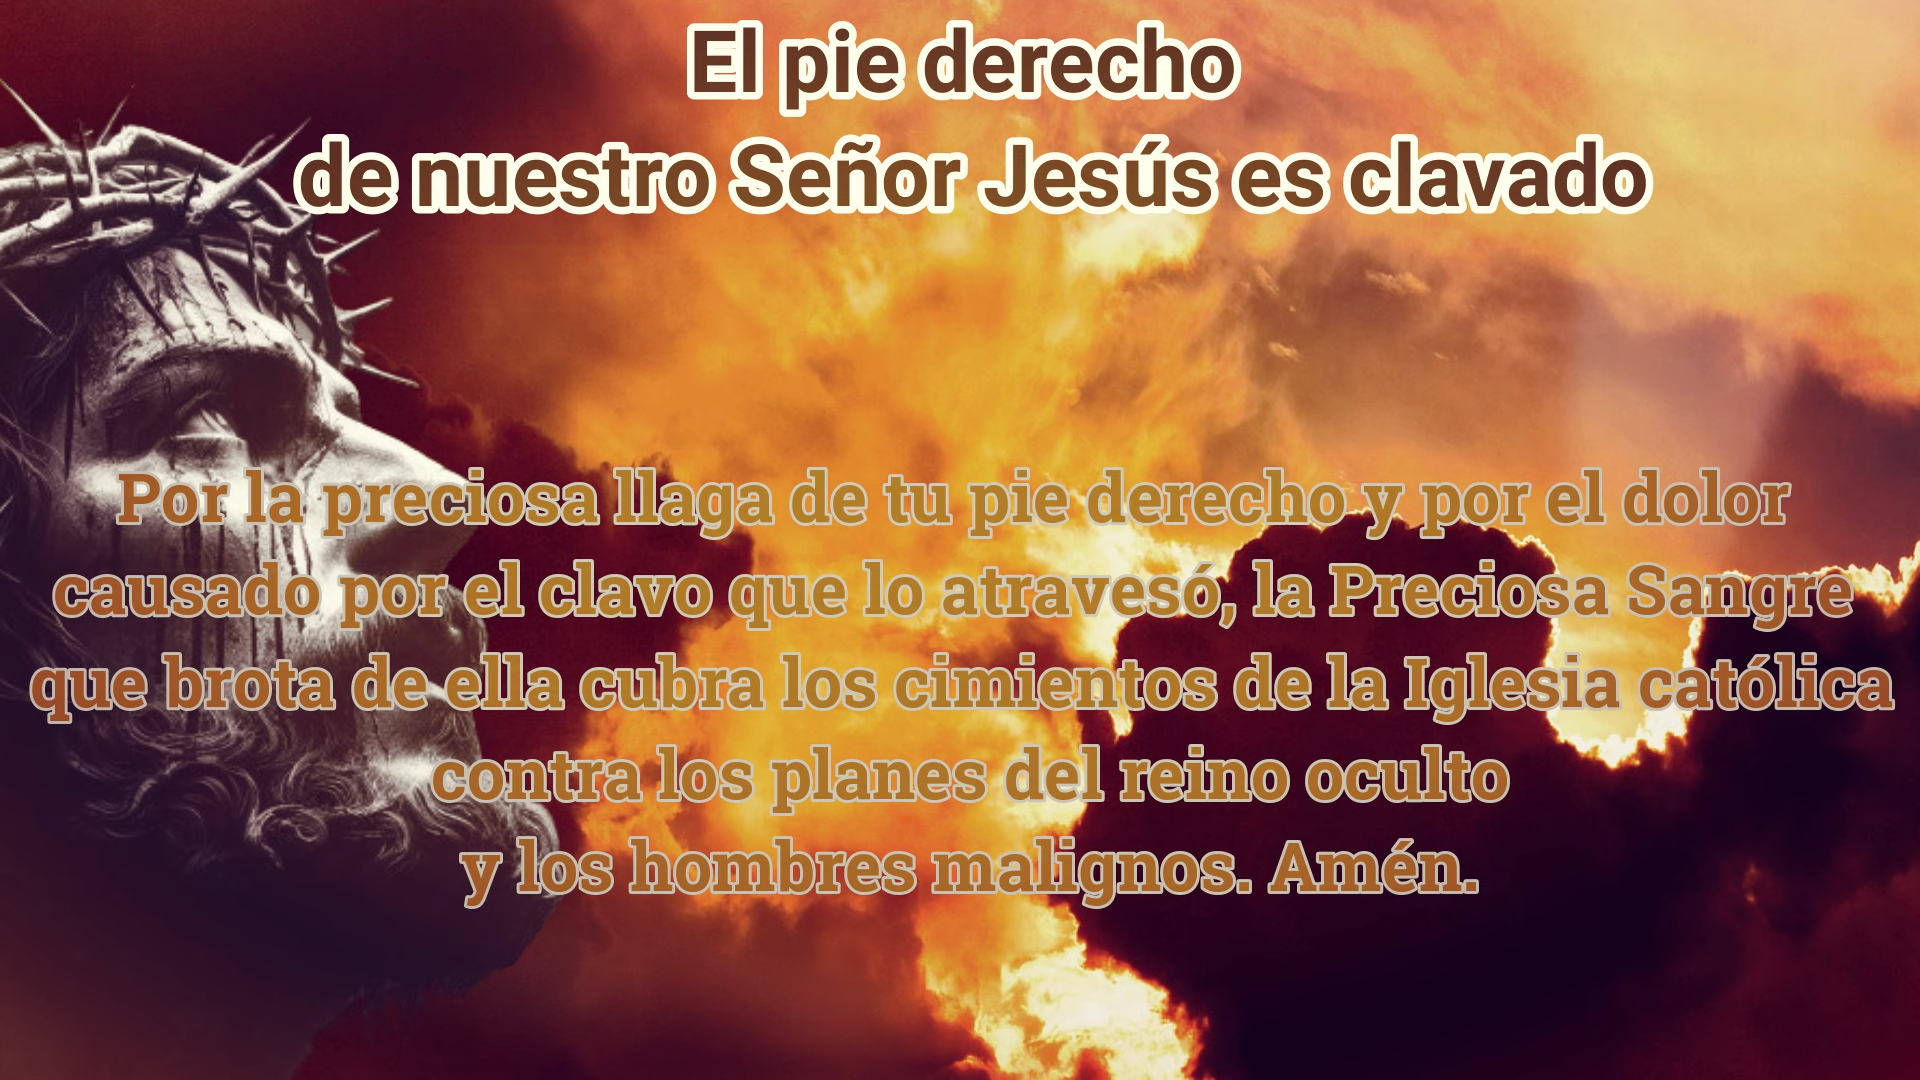 El pie derecho
de nuestro Señor Jesús es clavado
Por la preciosa llaga de tu pie derecho y por el dolor
causado por el clavo que lo atravesó, la Preciosa Sangre
que brota de ella cubra los cimientos de la Iglesia católica
contra los planes del reino oculto
y los hombres malignos. Amén.